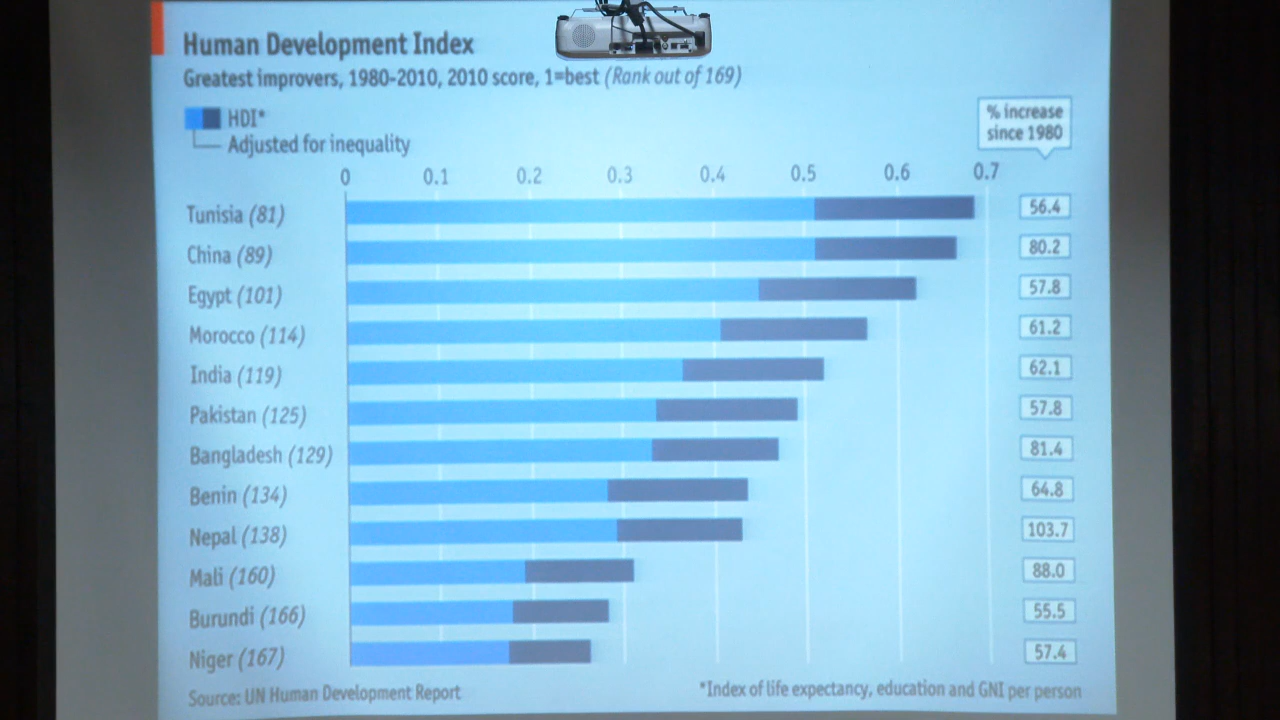 Human Development Index
Greatest improvers, 1980-2010, 2010 score, 1=best (Rank out of 169)
HDI*
Adjusted for inequality
% increase
since 1980
0 0.1 0.2 0.3 0.4 0.5 0.6 0.7
Tunisia (81) 56.4
China (89) 80.2
Egypt (101) 57.8
Morocco (114) 61.2
India (119) 62.1
Pakistan (125) 57.8
Bangladesh (129) 81.4
Benin (134) 64.8
Nepal (138) 103.7
Mali (160) 88.0
Burundi (166) 55.5
Niger (167) 57.4
Source: UN Human Development Report
*Index of life expectancy, education and GNI per person